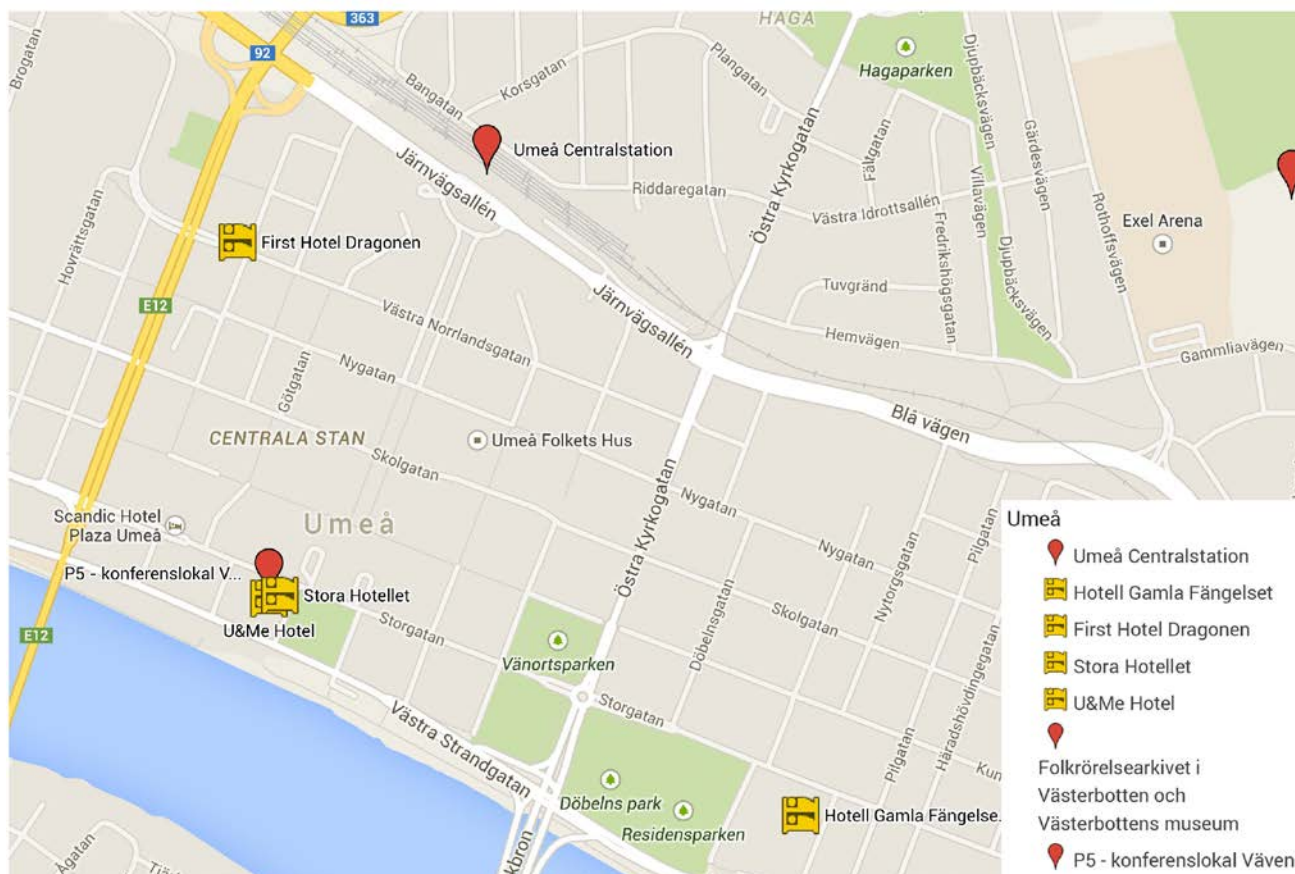 363
HAGA
92
Brogatan
Bangatan
Korsgatan
Plangatan
Hagaparken
Djupbäcksvägen
Gärdesvägen
Järnvägsallén
Umeå Centralstation
Riddaregatan
Östra Kyrkogatan
Fältgatan
Villavägen
Västra Idrottsallén
Fredrikshögsgatan
Rothoffsvägen
Exel Arena
Hovrättsgatan
First Hotel Dragonen
E12
Järnvägsallén
Tuvgränd
Djupbäcksvägen
Hemvägen
Gammliavägen
Västra Norrlandsgatan
Nygatan
Götgatan
Blå vägen
CENTRALA STAN
Skolgatan
Umeå Folkets Hus
Östra Kyrkogatan
Nygatan
Nygatan
Scandic Hotel
Plaza Umeå
Umeå
Nytorgsgatan
Pilgatan
P5 - konferenslokal V...
Stora Hotellet
U&Me Hotel
E12
Storgatan
Vänortsparken
Döbelnsgatan
Skolgatan
Häradshövdingegatan
Storgatan
Pilgatan
Kun
Västra Strandgatan
Döbelns park
Residensparken
Hotell Gamla Fängelse...
kbron
Ågatan
Umeå
Umeå Centralstation
Hotell Gamla Fängelset
First Hotel Dragonen
Stora Hotellet
U&Me Hotel
Folkrörelsearkivet i
Västerbotten och
Västerbottens museum
P5 - konferenslokal Väven